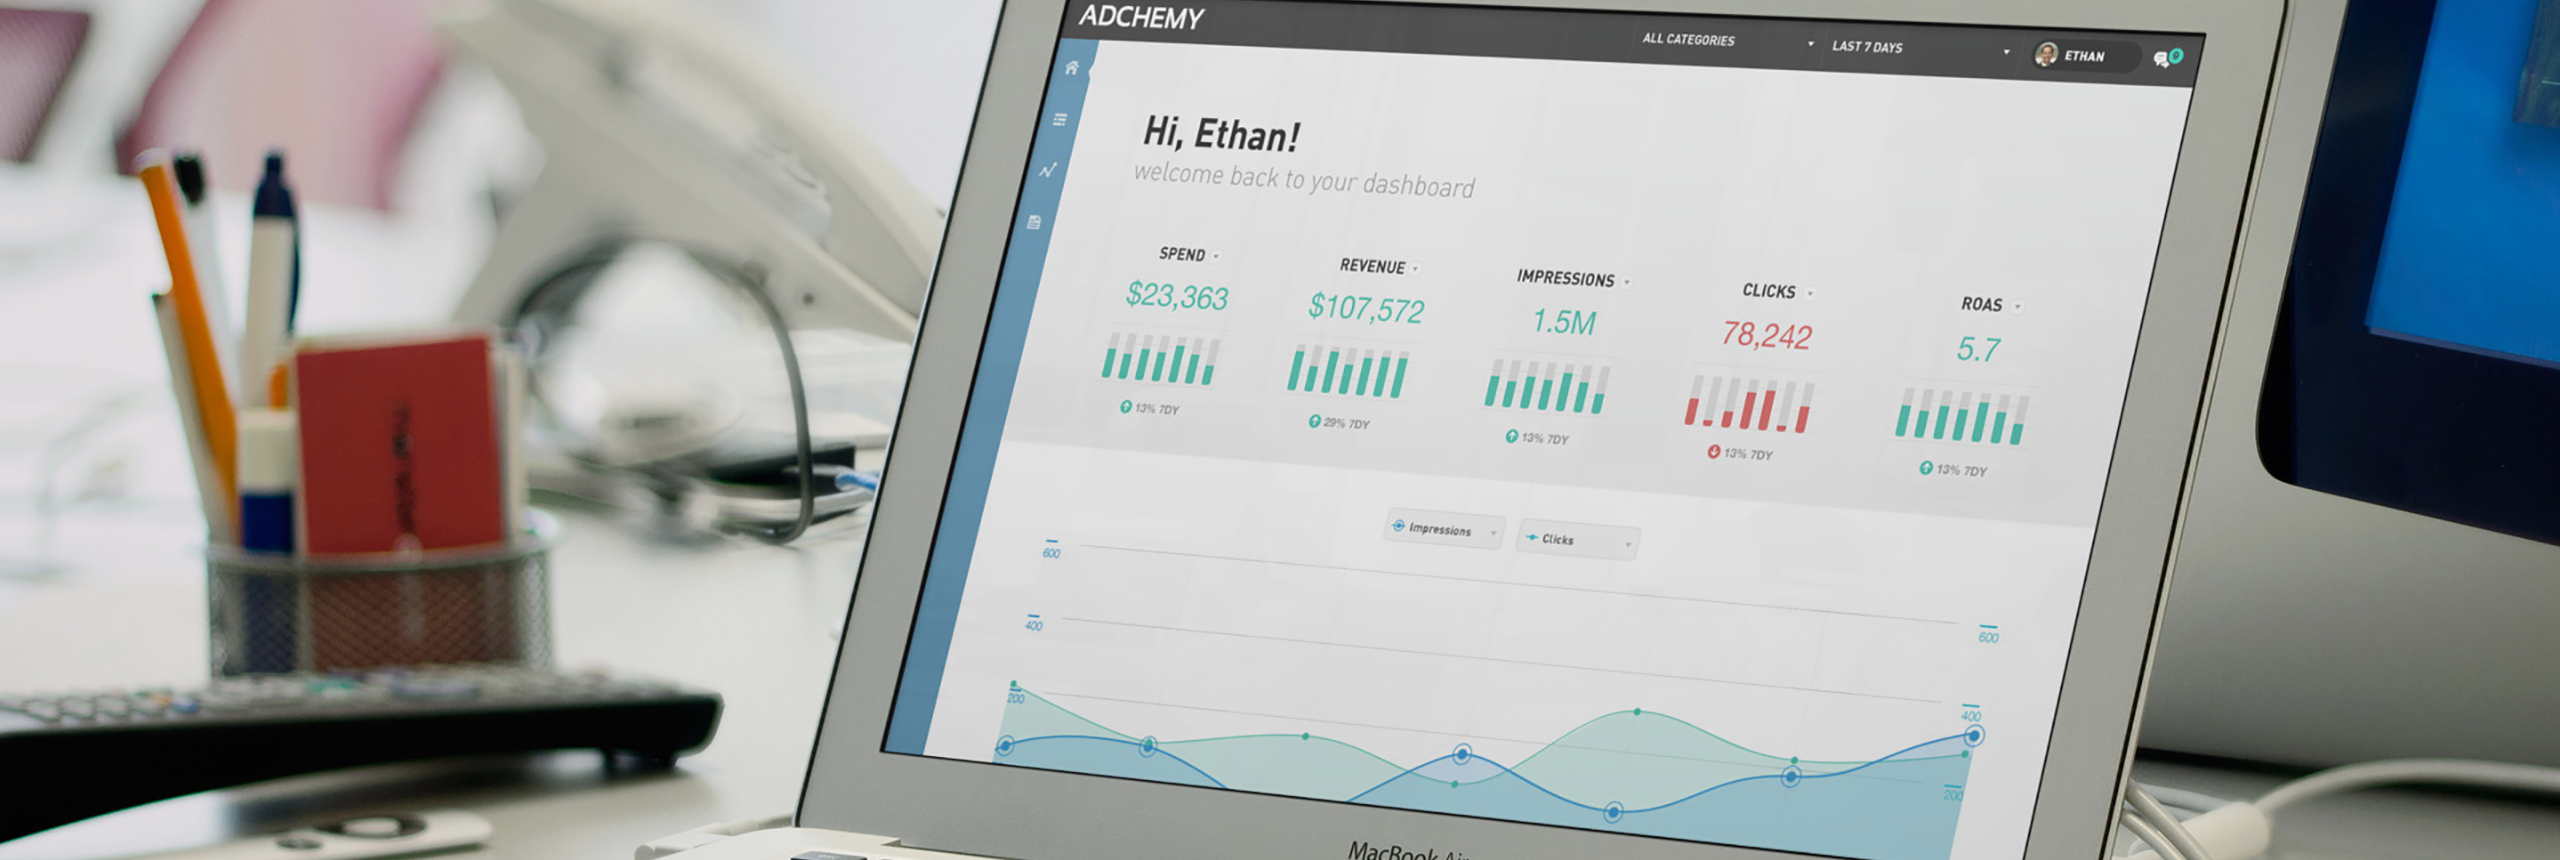 ADCHEMY
ALL CATEGORIES
LAST 7 DAYS
ETHAN
9
Hi, Ethan!
welcome back to your dashboard
SPEND
$23,363
13% 7DY
REVENUE
$107,572
29% 7DY
IMPRESSIONS
1.5M
13% 7DY
CLICKS
78,242
13% 7DY
ROAS
5.7
13% 7DY
Impressions
Clicks
600
400
200
600
400
200
MacBook Air